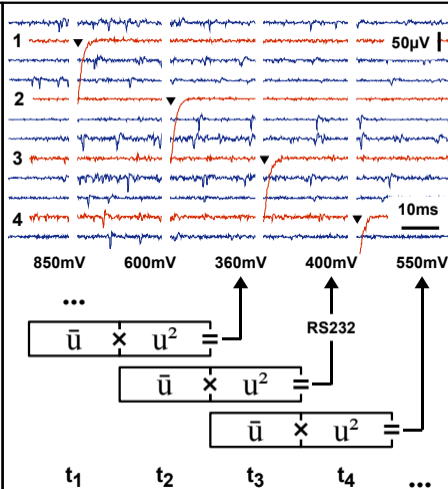 1
50µV
2
3
4
10ms
850mV 600mV 360mV 400mV 550mV
...
RS232
ū × u² =
ū × u² =
ū × u² =
t₁ t₂ t₃ t₄ ...